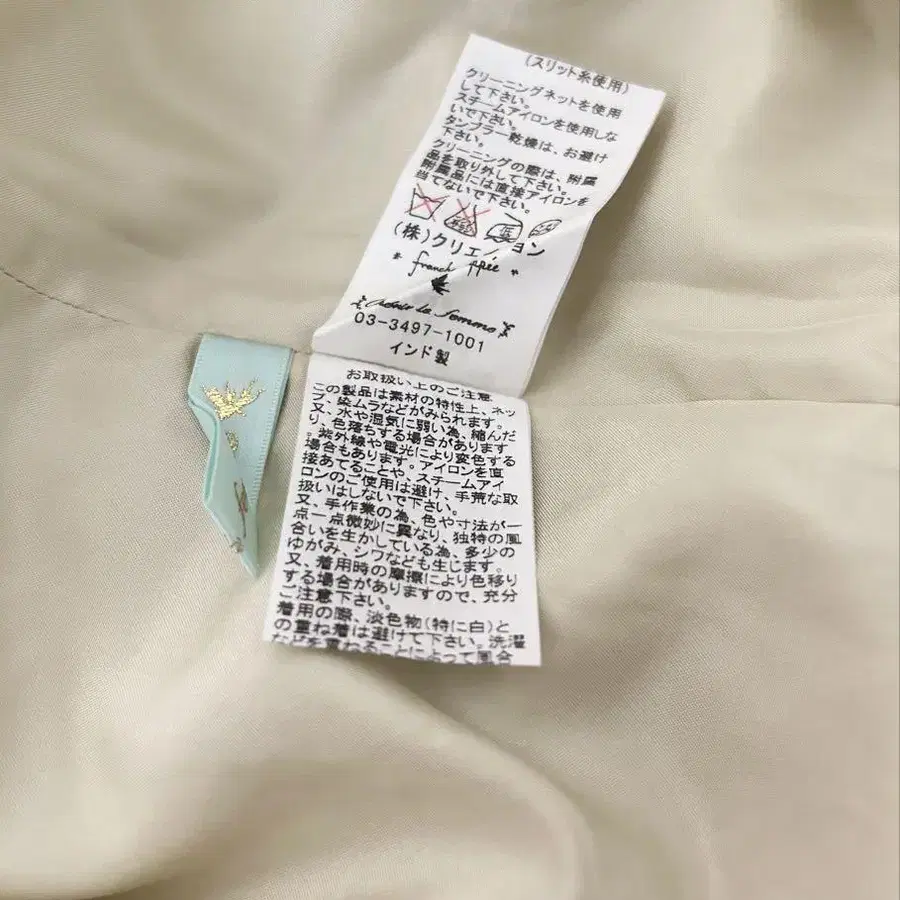 (スリット糸使用)
クリーニングネットを使用
して下さい。
スチームアイロンを使用しな
いで下さい。
タンブラー乾燥は、お避け
下さい。
クリーニングの際は、附属
品を取り外して下さい。
附属品には直接アイロンを
当てないで下さい。
(株)クリエション
03-3497-1001
インド製
お取扱い上のご注意
この製品は素材の特性上、ネッ
プ、染ムラなどがみられます。
又、水や湿気に弱い為、縮んだ
り、色落ちする場合があります
。紫外線や電光により変色する
場合もあります。アイロンを直
接あてることや、スチームアイ
ロンのご使用は避け、手荒な取
扱いはしないで下さい。
又、手作業の為、色や寸法が一
点一点微妙に異なり、独特の風
合いを生かしている為、多少の
ゆがみ、シワなども生じます。
又、着用時の摩擦により色移り
する場合がありますので、充分
ご注意下さい。
着用の際、淡色物(特に白)と
の重ね着は避けて下さい。洗濯
などを重ねることによって風合